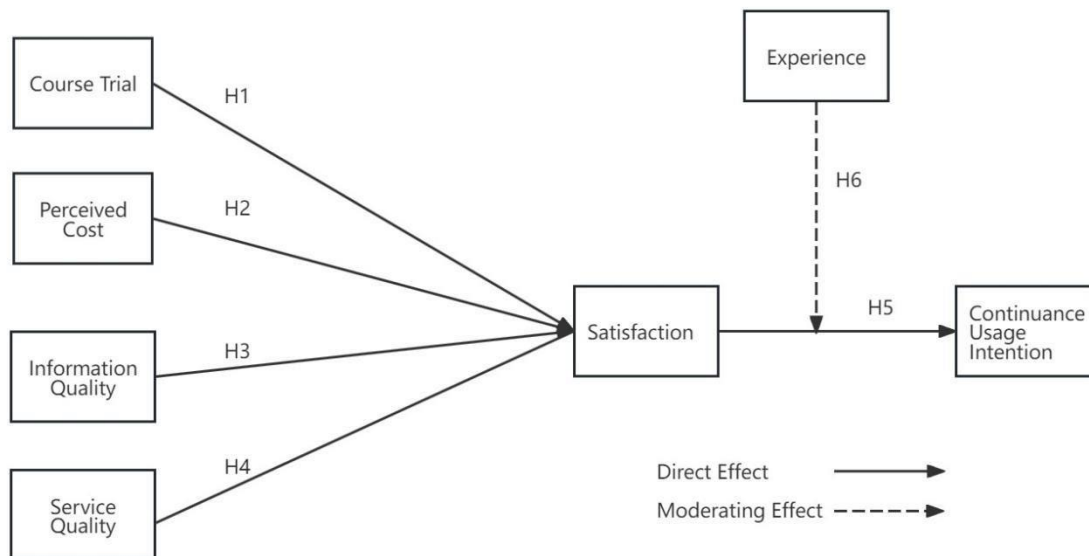 Course Trial
H1
Perceived
Cost
H2
Information
Quality
H3
Service
Quality
H4
Satisfaction
Experience
H6
H5
Continuance
Usage
Intention
Direct Effect
Moderating Effect